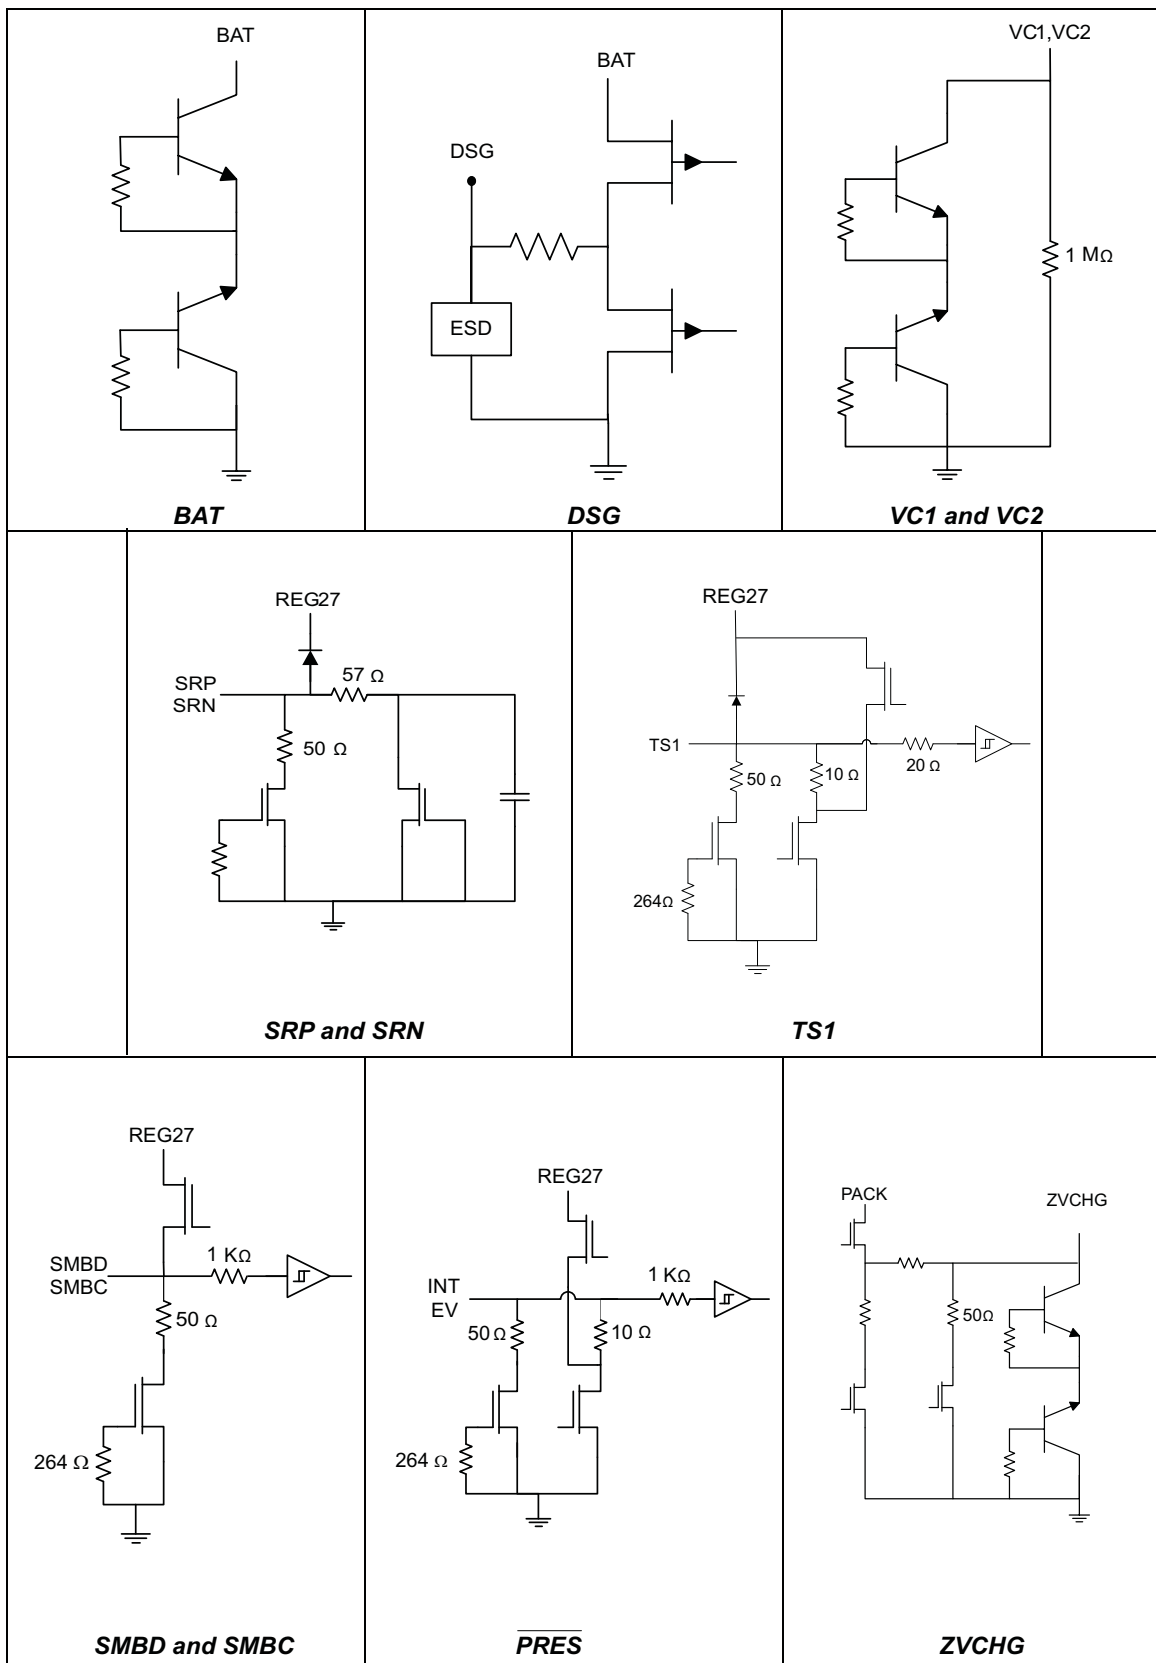 BAT
BAT
BAT
DSG
ESD
DSG
VC1,VC2
1 MΩ
VC1 and VC2
REG27
SRP
SRN
57 Ω
50 Ω
SRP and SRN
REG27
TS1
50 Ω
10 Ω
20 Ω
264Ω
TS1
REG27
SMBD
SMBC
1 KΩ
50 Ω
264 Ω
SMBD and SMBC
REG27
INT
EV
1 KΩ
50 Ω
10 Ω
264 Ω
PRES
PACK
ZVCHG
50Ω
ZVCHG